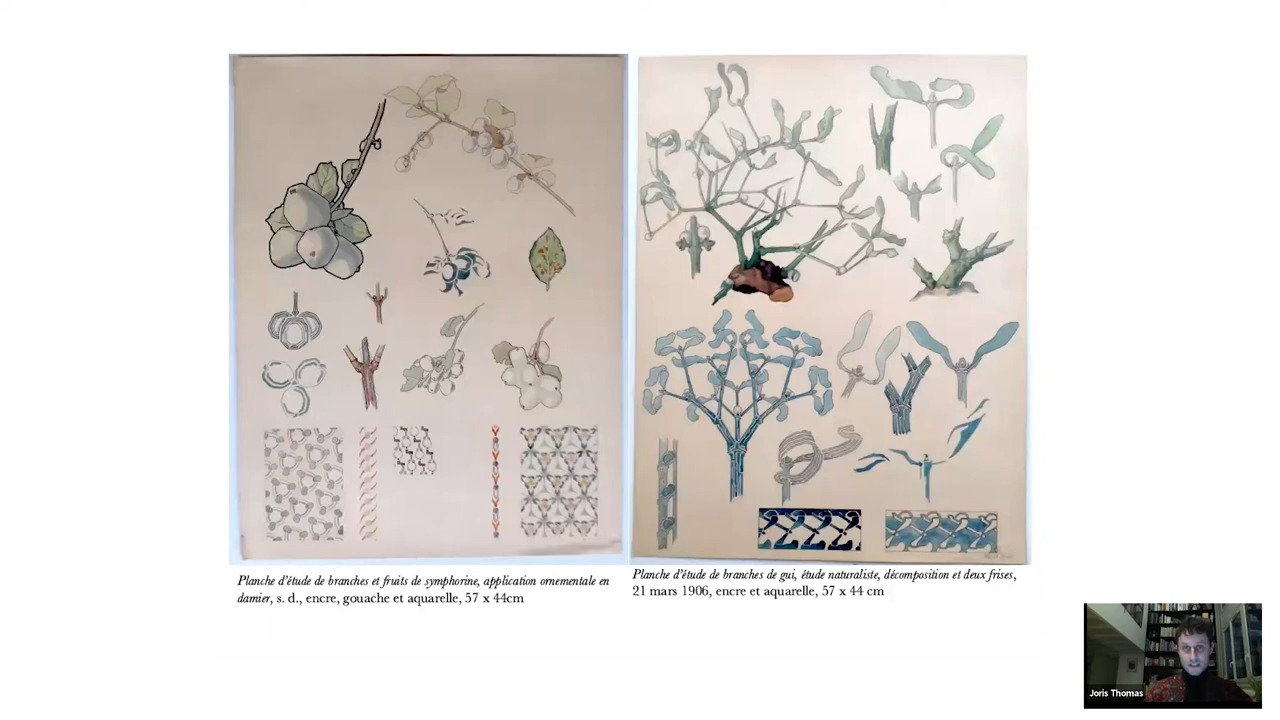 Planche d'étude de branches et fruits de symphorine, application ornementale en
damier, s. d., encre, gouache et aquarelle, 57 x 44cm
Planche d'étude de branches de gui, étude naturaliste, décomposition et deux frises,
21 mars 1906, encre et aquarelle, 57 x 44 cm
Joris Thomas